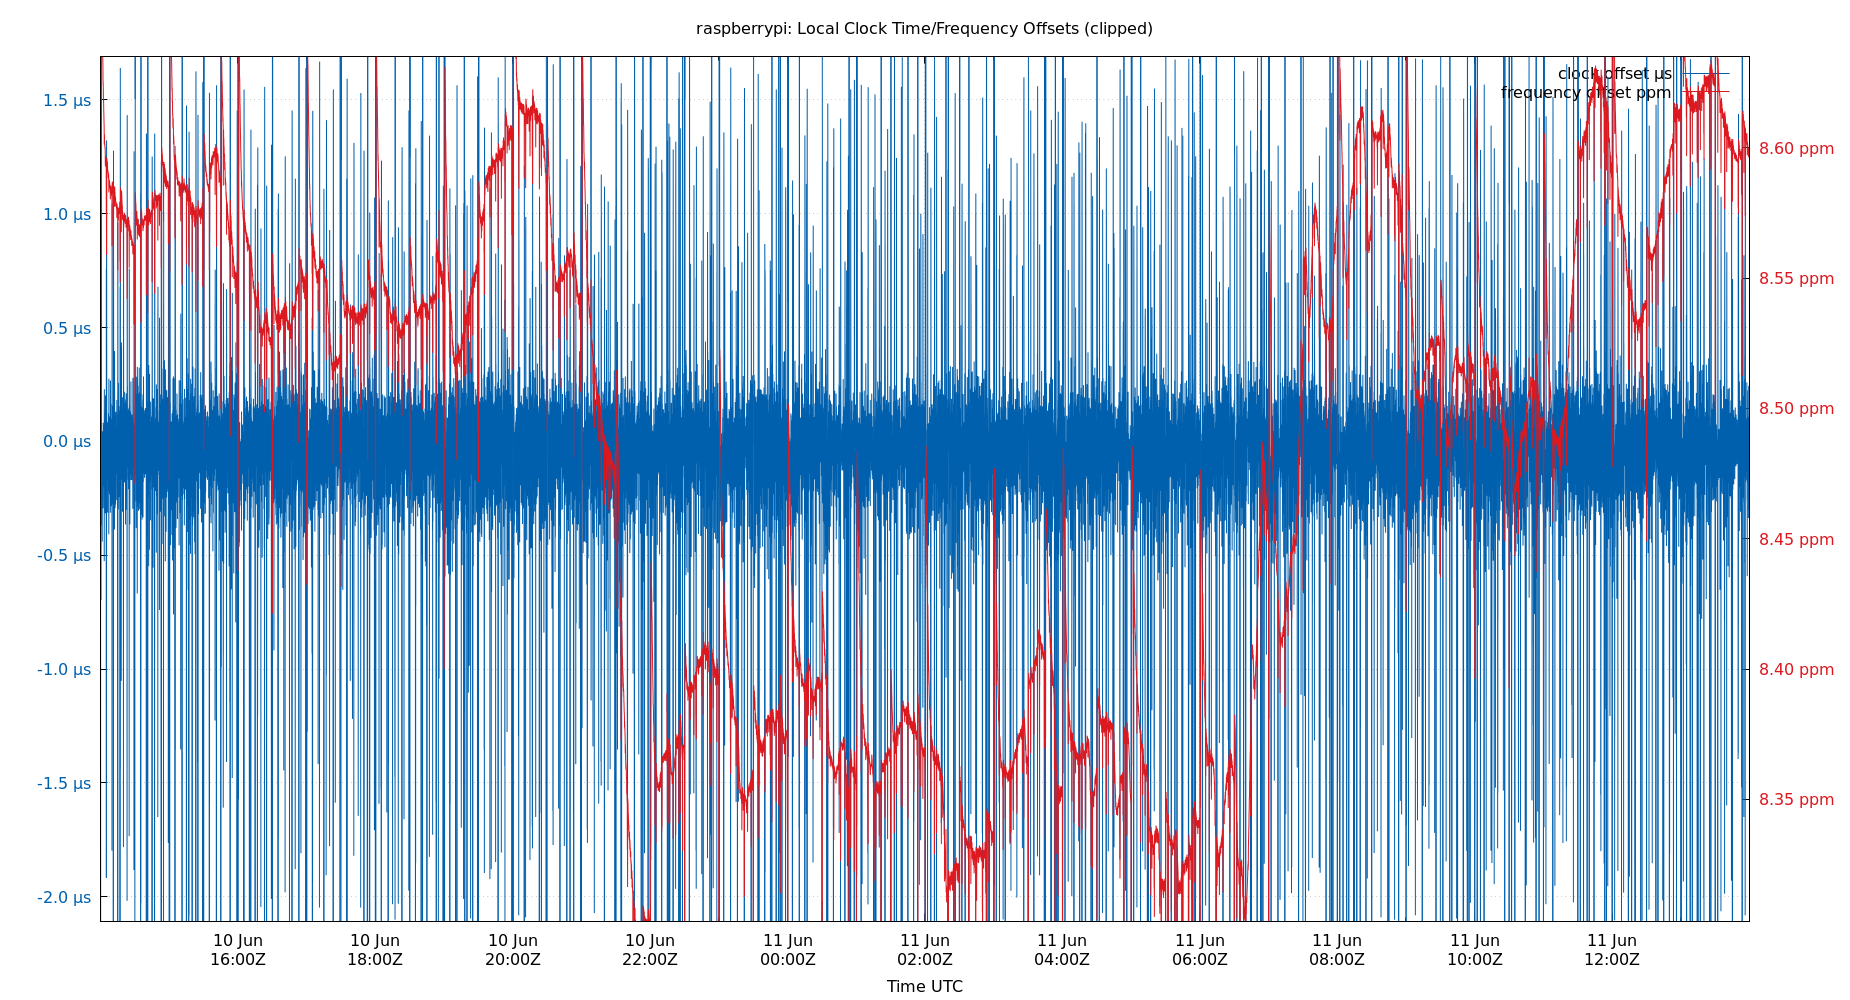 raspberrypi: Local Clock Time/Frequency Offsets (clipped)
clock offset µs
frequency offset ppm
1.5 µs
1.0 µs
0.5 µs
0.0 µs
-0.5 µs
-1.0 µs
-1.5 µs
-2.0 µs
8.60 ppm
8.55 ppm
8.50 ppm
8.45 ppm
8.40 ppm
8.35 ppm
10 Jun 10 Jun 10 Jun 10 Jun 11 Jun 11 Jun 11 Jun 11 Jun 11 Jun 11 Jun 11 Jun
16:00Z 18:00Z 20:00Z 22:00Z 00:00Z 02:00Z 04:00Z 06:00Z 08:00Z 10:00Z 12:00Z
Time UTC